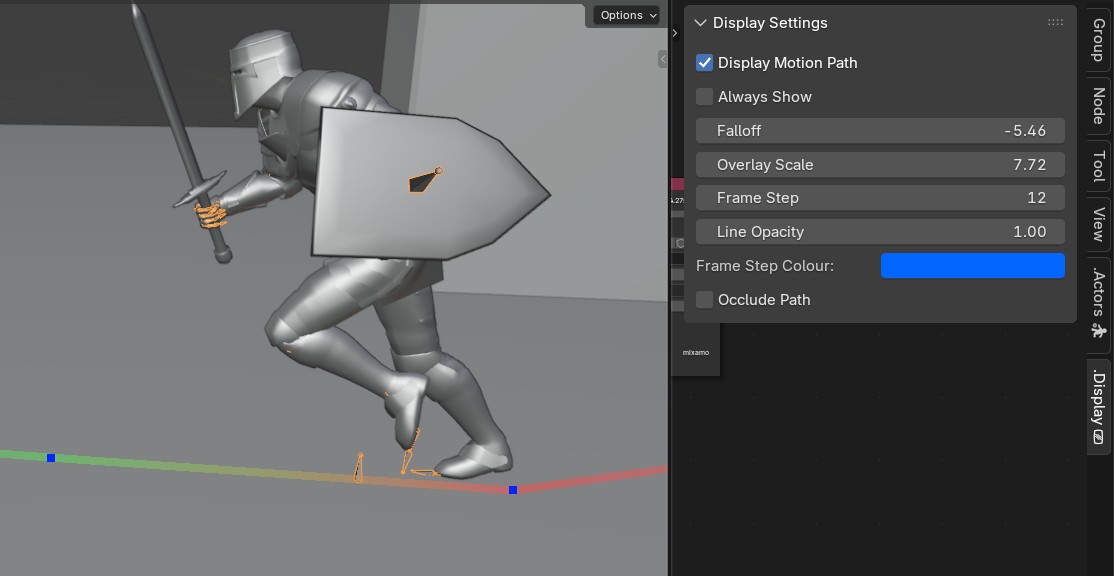 Options
Display Settings
Display Motion Path
Always Show
Falloff -5.46
Overlay Scale 7.72
Frame Step 12
Line Opacity 1.00
Frame Step Colour:
Occlude Path
mixamo
Group
Node
Tool
View
.Actors
.Display